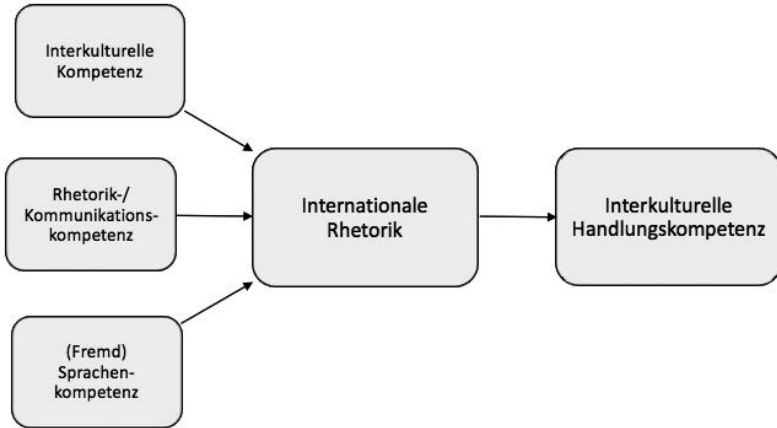 Interkulturelle
Kompetenz
Rhetorik-/
Kommunikations-
kompetenz
(Fremd)
Sprachen-
kompetenz
Internationale
Rhetorik
Interkulturelle
Handlungskompetenz